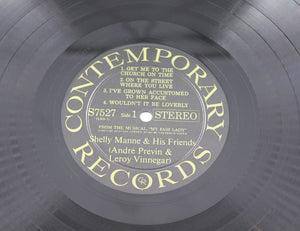 CONTEMPORARY
1. GET ME TO THE
CHURCH ON TIME
2. ON THE STREET
WHERE YOU LIVE
3. I'VE GROWN ACCUSTOMED
TO HER FACE
4. WOULDN'T IT BE LOVERLY
S7527 Side 1 STEREO
FROM THE MUSICAL, "MY FAIR LADY"
Shelly Manne & His Friends
(André Previn &
Leroy Vinnegar)
RECORDS